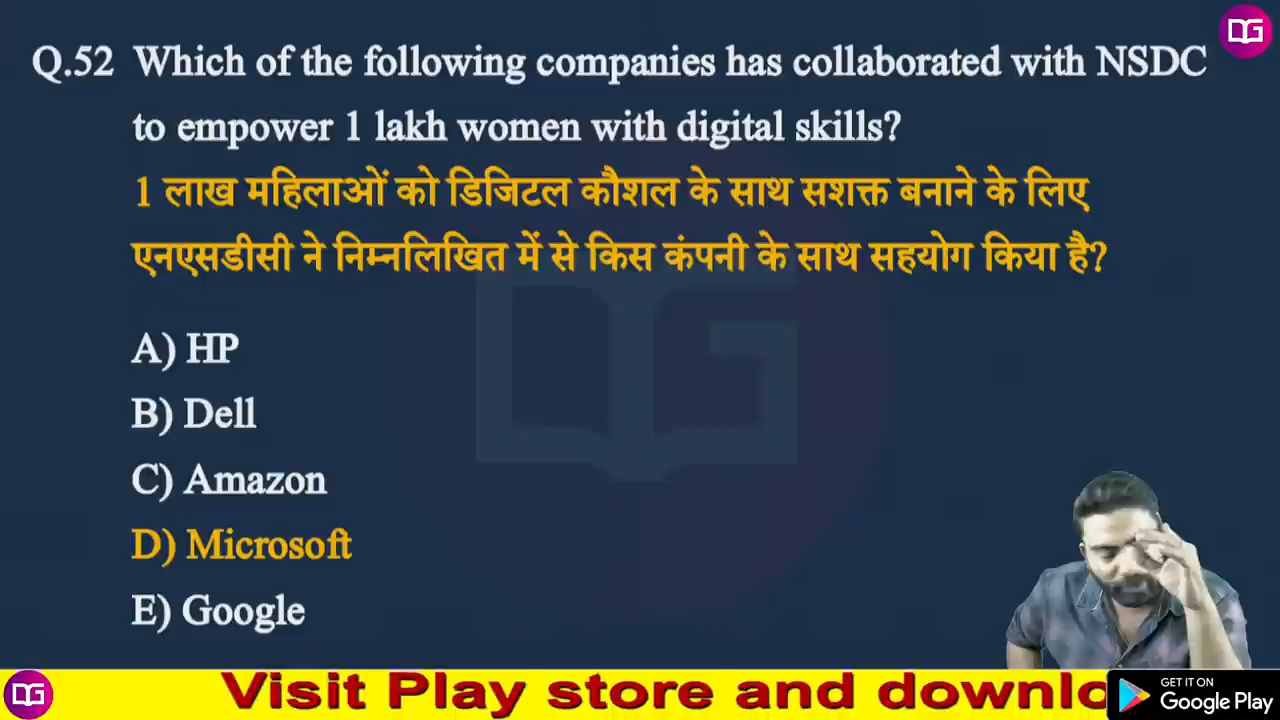 Q.52 Which of the following companies has collaborated with NSDC
to empower 1 lakh women with digital skills?
1 लाख महिलाओं को डिजिटल कौशल के साथ सशक्त बनाने के लिए
एनएसडीसी ने निम्नलिखित में से किस कंपनी के साथ सहयोग किया है?
A) HP
B) Dell
C) Amazon
D) Microsoft
E) Google
DG
DG
Visit Play store and downlo
GET IT ON
Google Play